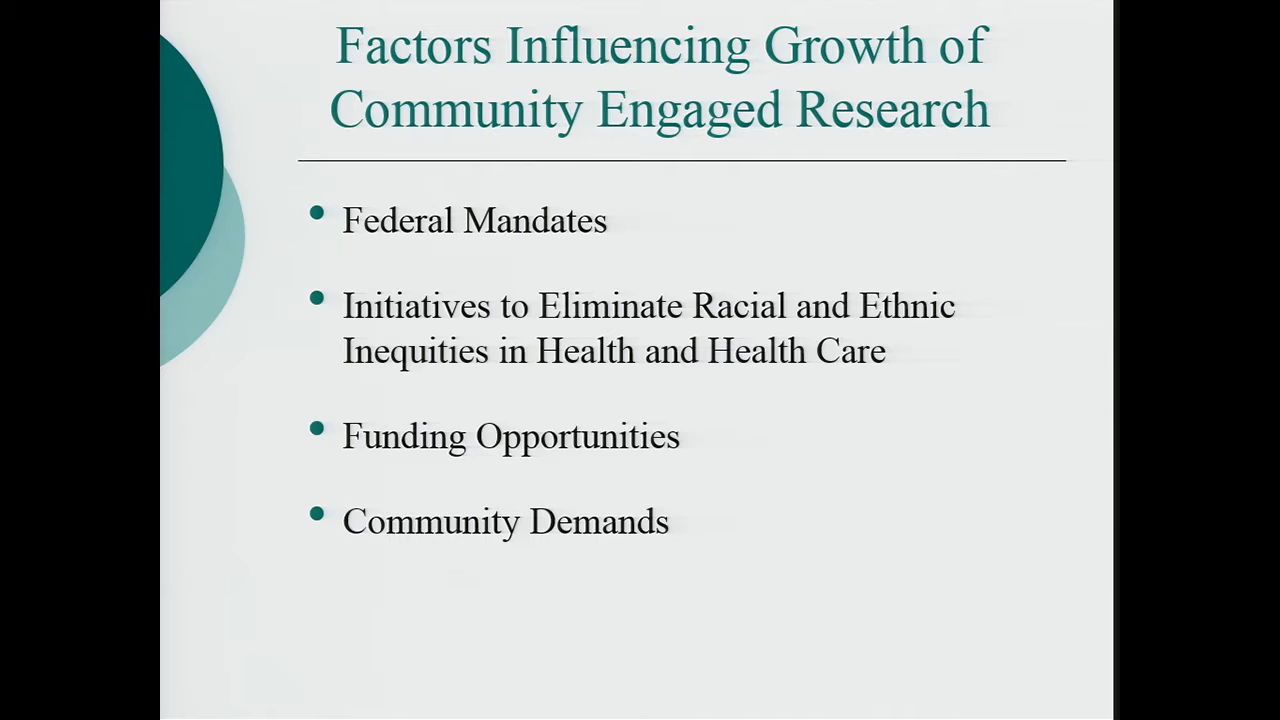 Factors Influencing Growth of
Community Engaged Research
• Federal Mandates
• Initiatives to Eliminate Racial and Ethnic
Inequities in Health and Health Care
• Funding Opportunities
• Community Demands